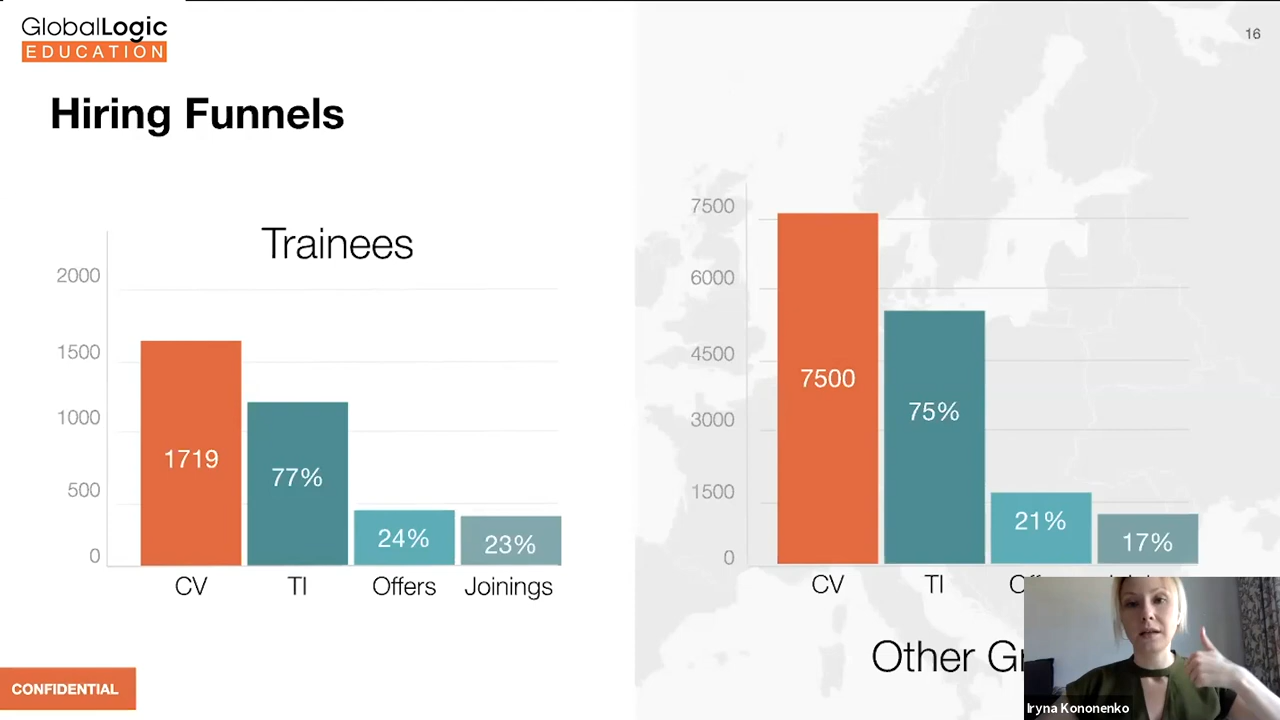 GlobalLogic
EDUCATION
16
Hiring Funnels
Trainees
2000
1500
1000
500
0
1719
77%
24%
23%
CV
TI
Offers
Joinings
7500
6000
4500
3000
1500
0
7500
75%
21%
17%
CV
TI
Other
CONFIDENTIAL
Iryna Kononenko